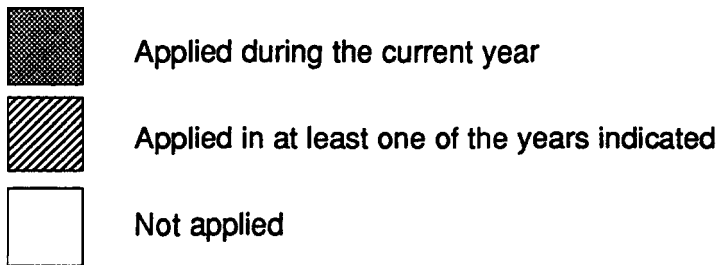 Applied during the current year
Applied in at least one of the years indicated
Not applied